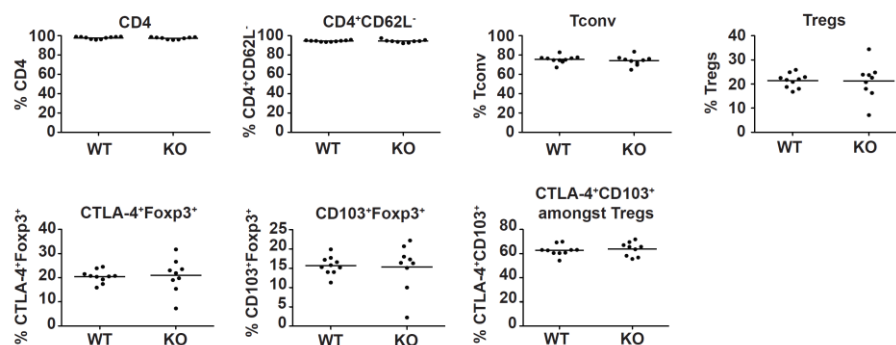 CD4
% CD4
100
80
60
40
20
0
WT
KO
CD4⁺CD62L⁻
% CD4⁺CD62L⁻
100
80
60
40
20
0
WT
KO
Tconv
% Tconv
100
80
60
40
20
0
WT
KO
Tregs
% Tregs
40
30
20
10
0
WT
KO
CTLA-4⁺Foxp3⁺
% CTLA-4⁺Foxp3⁺
40
30
20
10
0
WT
KO
CD103⁺Foxp3⁺
% CD103⁺Foxp3⁺
25
20
15
10
5
0
WT
KO
CTLA-4⁺CD103⁺
amongst Tregs
% CTLA-4⁺CD103⁺
80
60
40
20
0
WT
KO